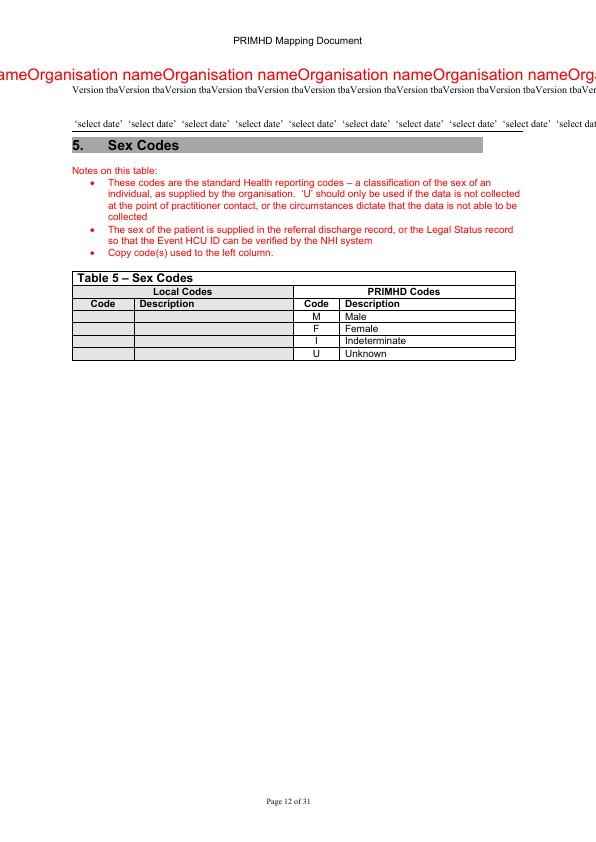 PRIMHD Mapping Document
ameOrganisation nameOrganisation nameOrganisation nameOrganisation nameOrga
Version tbaVersion tbaVersion tbaVersion tbaVersion tbaVersion tbaVersion tbaVersion tbaVersion tbaVersion tbaVersion tbaVer
‘select date’ ‘select date’ ‘select date’ ‘select date’ ‘select date’ ‘select date’ ‘select date’ ‘select date’ ‘select date’ ‘select dat
5. Sex Codes
Notes on this table:
• These codes are the standard Health reporting codes – a classification of the sex of an
individual, as supplied by the organisation. ‘U’ should only be used if the data is not collected
at the point of practitioner contact, or the circumstances dictate that the data is not able to be
collected
• The sex of the patient is supplied in the referral discharge record, or the Legal Status record
so that the Event HCU ID can be verified by the NHI system
• Copy code(s) used to the left column.
Table 5 – Sex Codes
Local Codes PRIMHD Codes
Code Description Code Description
M Male
F Female
I Indeterminate
U Unknown
Page 12 of 31